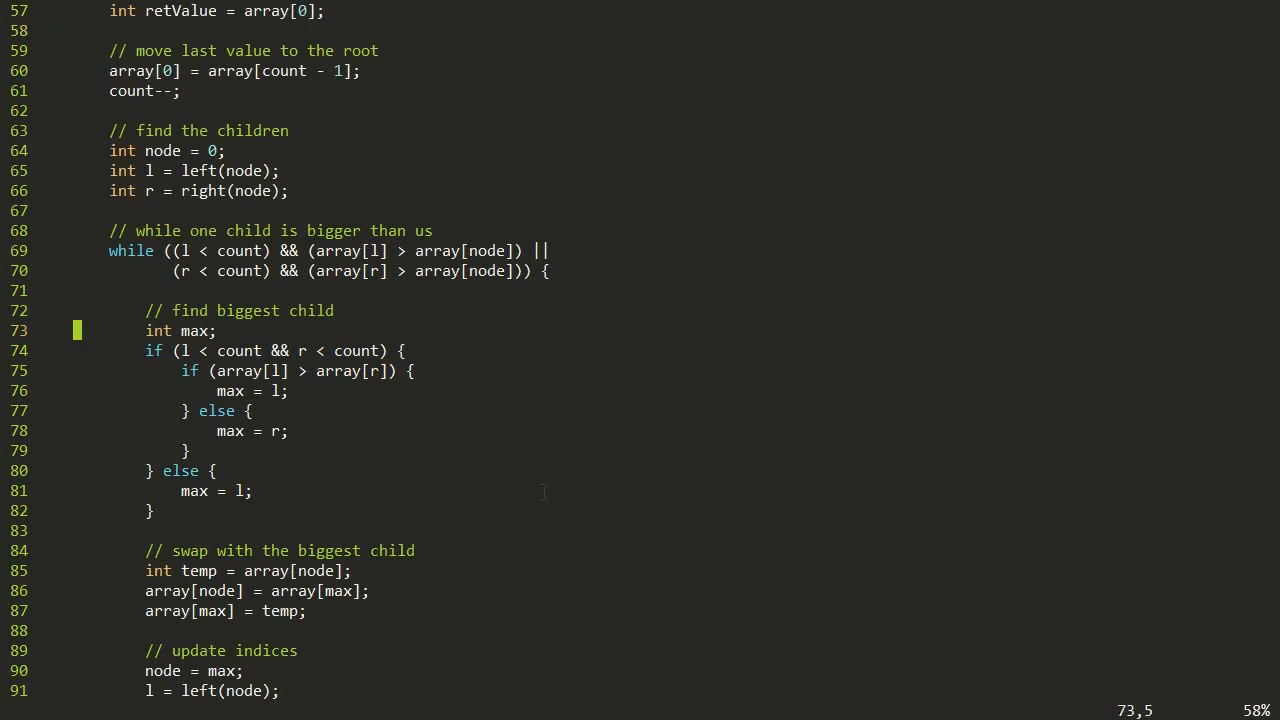 57 int retValue = array[0];
58
59 // move last value to the root
60 array[0] = array[count - 1];
61 count--;
62
63 // find the children
64 int node = 0;
65 int l = left(node);
66 int r = right(node);
67
68 // while one child is bigger than us
69 while ((l < count) && (array[l] > array[node]) ||
70 (r < count) && (array[r] > array[node])) {
71
72 // find biggest child
73 int max;
74 if (l < count && r < count) {
75 if (array[l] > array[r]) {
76 max = l;
77 } else {
78 max = r;
79 }
80 } else {
81 max = l;
82 }
83
84 // swap with the biggest child
85 int temp = array[node];
86 array[node] = array[max];
87 array[max] = temp;
88
89 // update indices
90 node = max;
91 l = left(node);
73,5 58%